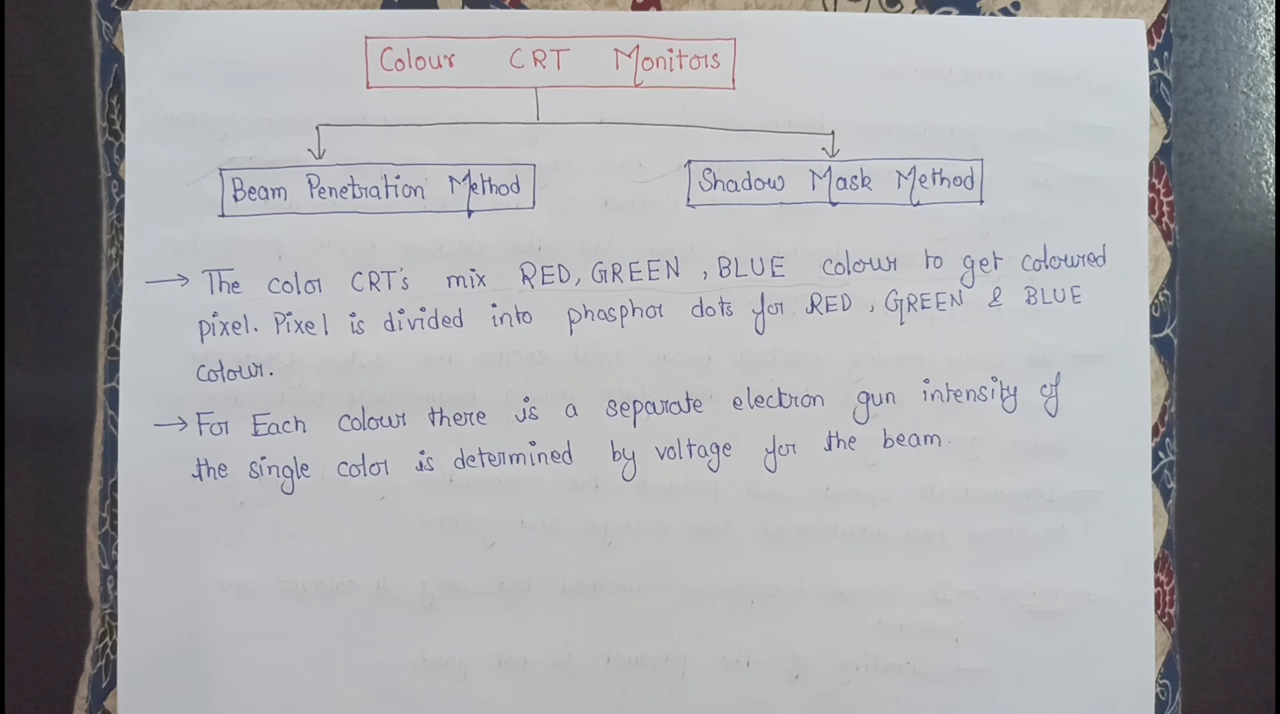 Colour CRT Monitors
Beam Penetration Method
Shadow Mask Method
→ The color CRT's mix RED, GREEN, BLUE colour to get coloured
pixel. Pixel is divided into phosphor dots for RED, GREEN & BLUE
colour.
→ For Each colour there is a separate electron gun intensity of
the single color is determined by voltage for the beam.